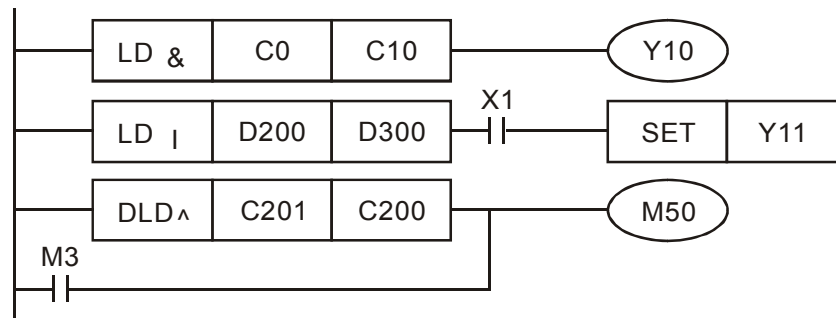 LD & C0 C10 Y10
X1
LD | D200 D300 SET Y11
DLD^ C201 C200 M50
M3